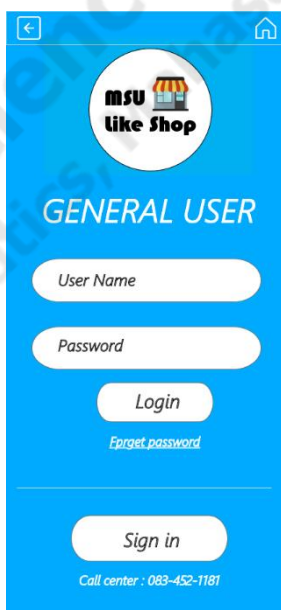 MSU
Like Shop
GENERAL USER
User Name
Password
Login
Fprget password
Sign in
Call center : 083-452-1181